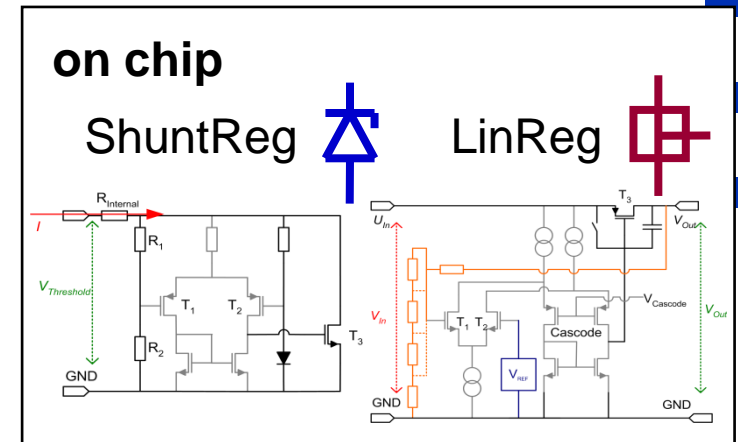 on chip
ShuntReg
LinReg
R_Internal
I
R_1
V_Threshold
T_1
T_2
R_2
T_3
GND
T_3
U_In
V_Out
V_In
V_Cascode
T_1 T_2
Cascode
V_Out
V_REF
GND
GND